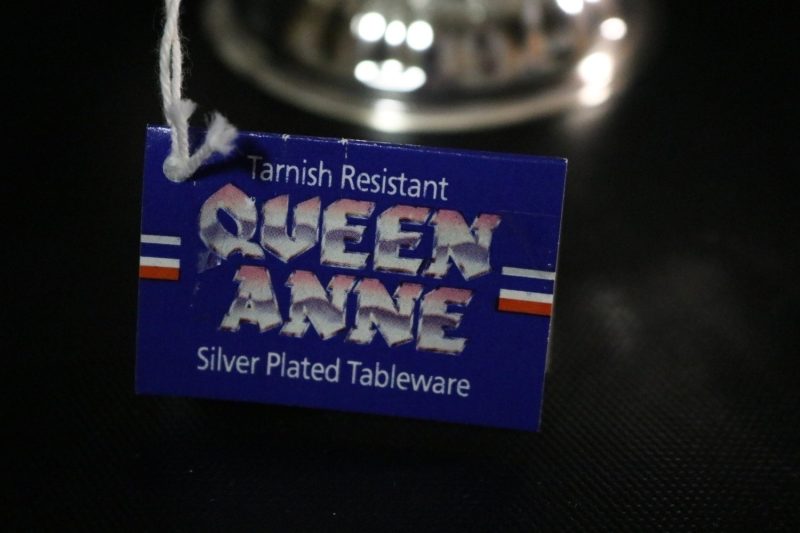 Tarnish Resistant
QUEEN
ANNE
Silver Plated Tableware